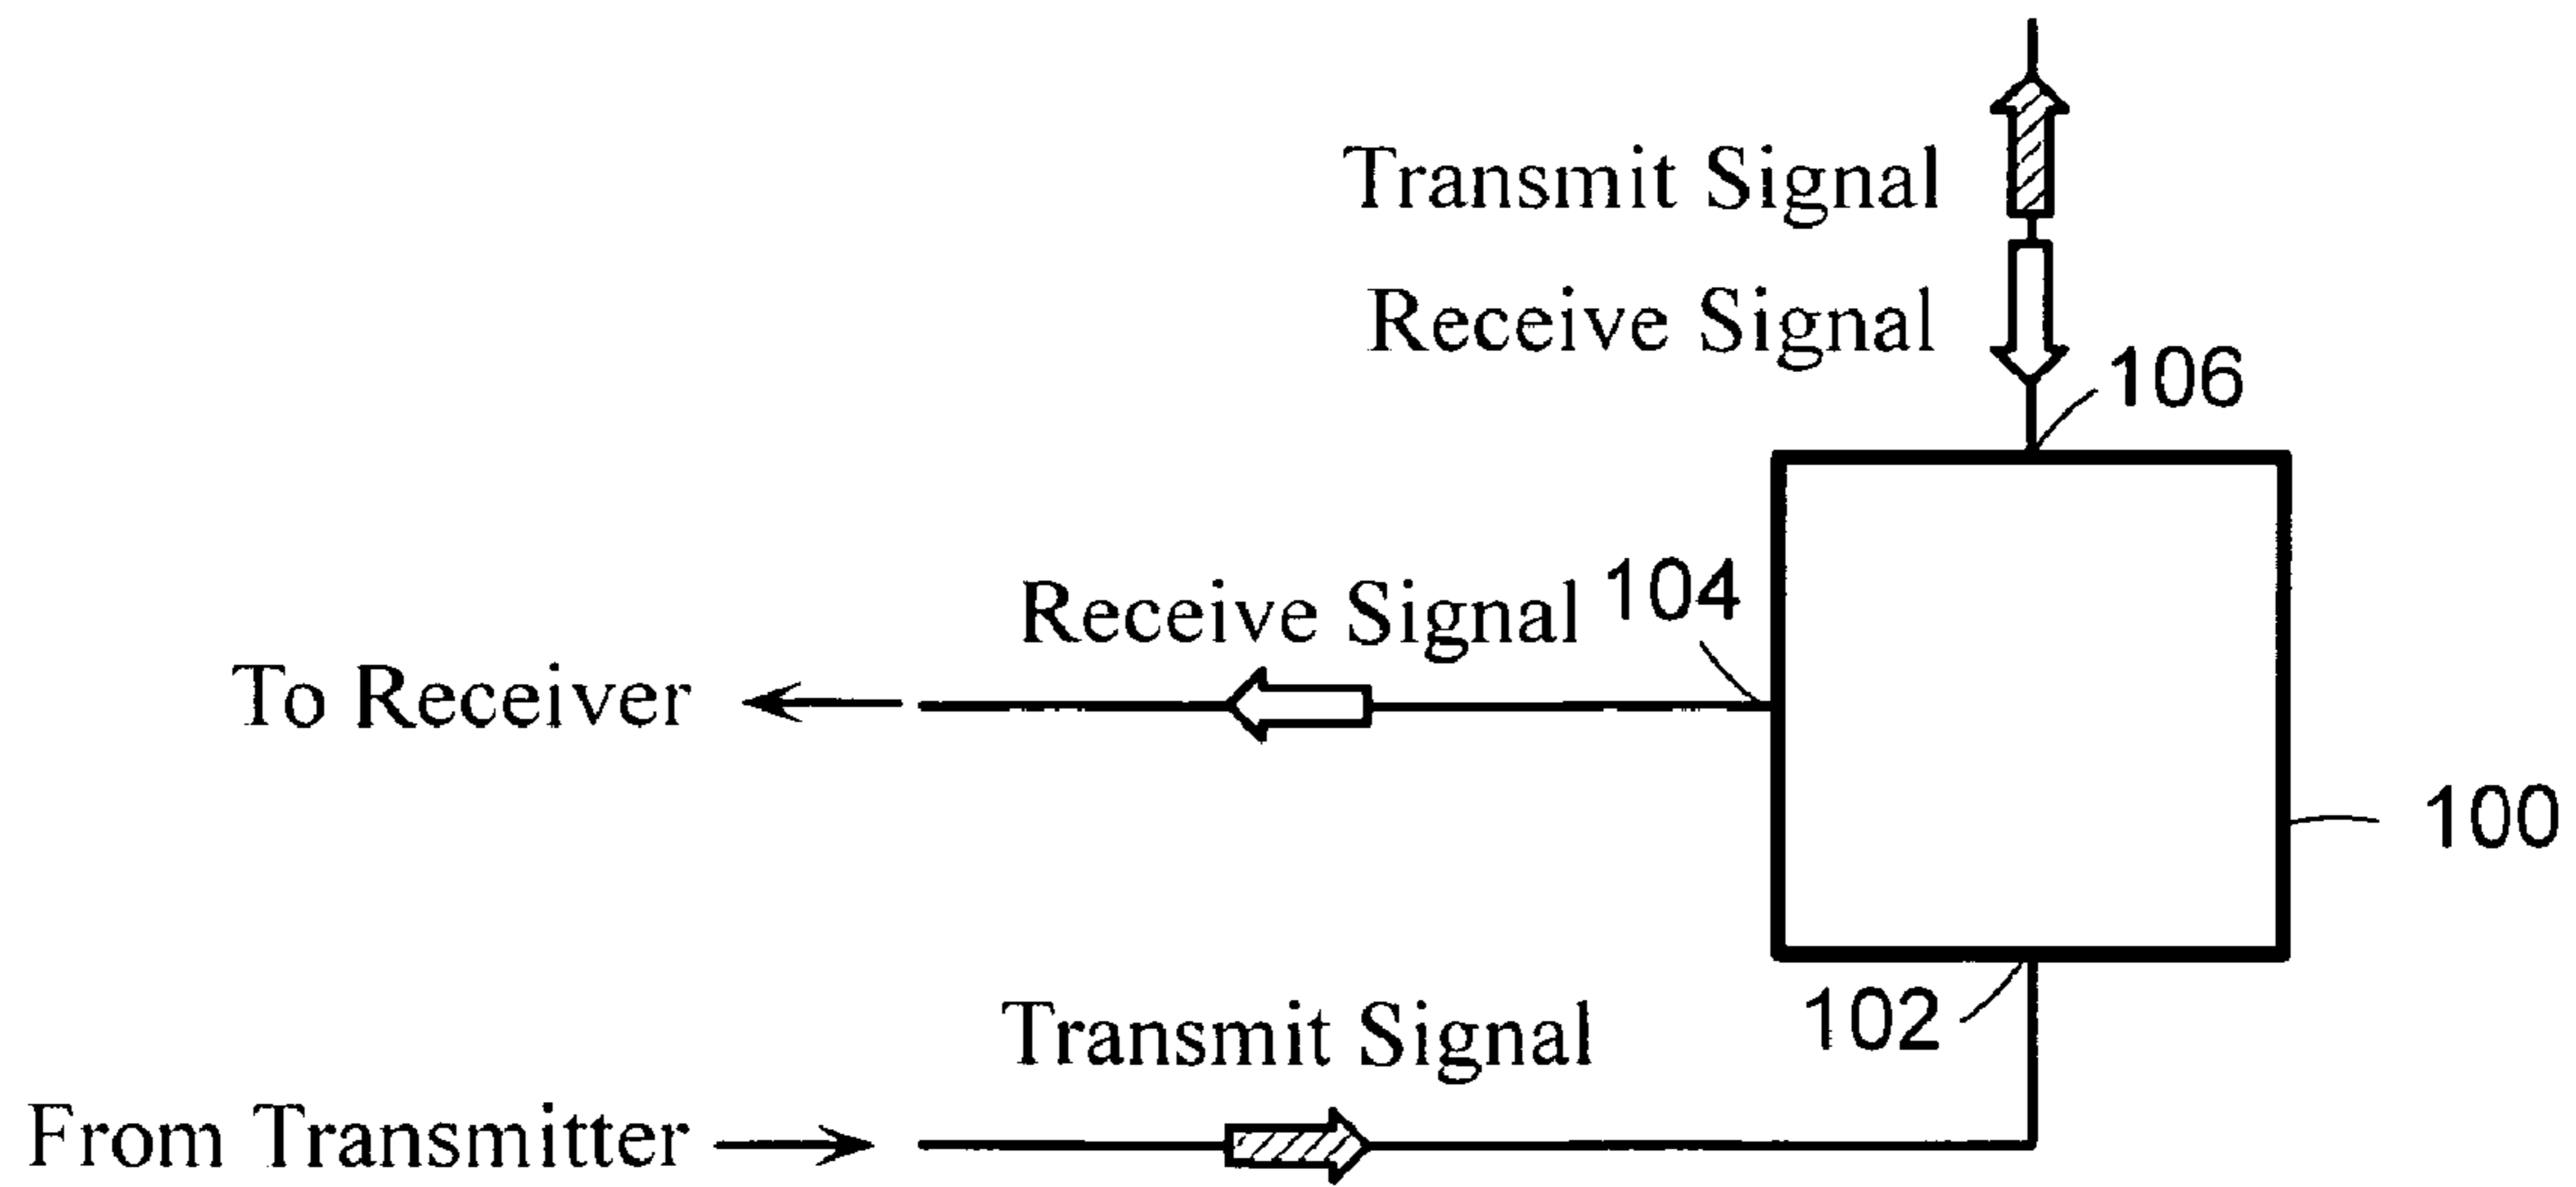 Transmit Signal
Receive Signal
106
Receive Signal 104
To Receiver
100
102
Transmit Signal
From Transmitter